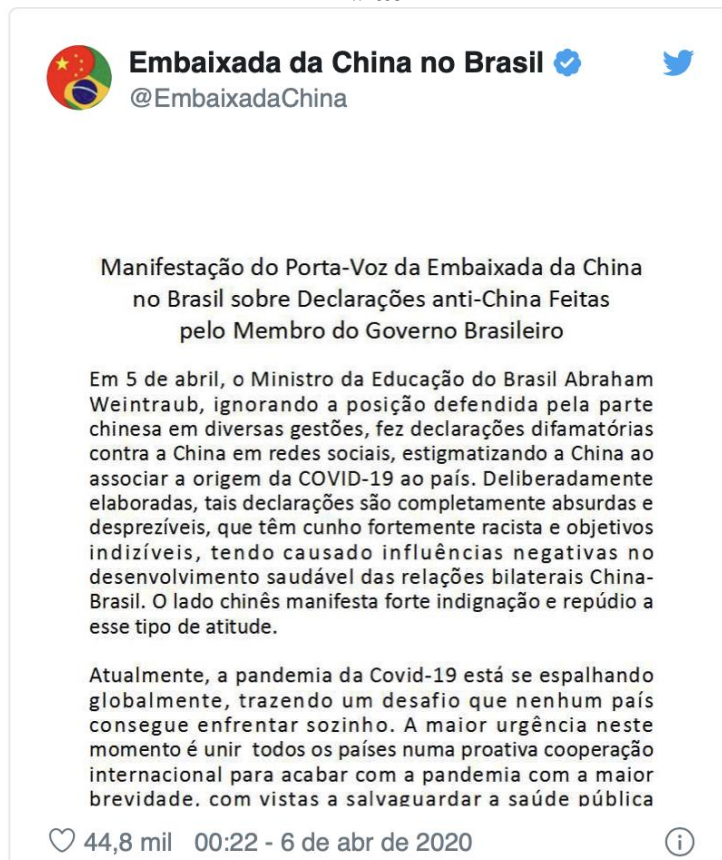 Embaixada da China no Brasil
@EmbaixadaChina
Manifestação do Porta-Voz da Embaixada da China
no Brasil sobre Declarações anti-China Feitas
pelo Membro do Governo Brasileiro
Em 5 de abril, o Ministro da Educação do Brasil Abraham
Weintraub, ignorando a posição defendida pela parte
chinesa em diversas gestões, fez declarações difamatórias
contra a China em redes sociais, estigmatizando a China ao
associar a origem da COVID-19 ao país. Deliberadamente
elaboradas, tais declarações são completamente absurdas e
desprezíveis, que têm cunho fortemente racista e objetivos
indizíveis, tendo causado influências negativas no
desenvolvimento saudável das relações bilaterais China-
Brasil. O lado chinês manifesta forte indignação e repúdio a
esse tipo de atitude.
Atualmente, a pandemia da Covid-19 está se espalhando
globalmente, trazendo um desafio que nenhum país
consegue enfrentar sozinho. A maior urgência neste
momento é unir todos os países numa proativa cooperação
internacional para acabar com a pandemia com a maior
brevidade, com vistas a salvaguardar a saúde pública
44,8 mil 00:22 - 6 de abr de 2020